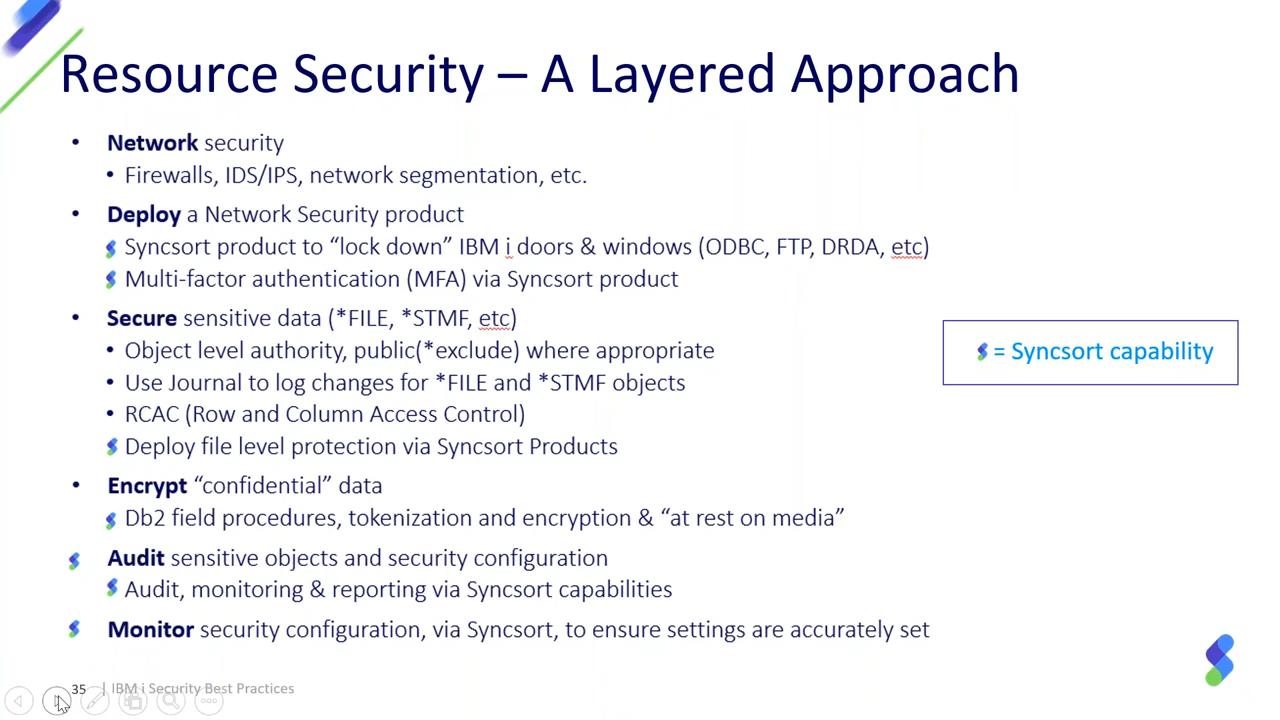 Resource Security – A Layered Approach
• Network security
• Firewalls, IDS/IPS, network segmentation, etc.
• Deploy a Network Security product
Syncsort product to “lock down” IBM i doors & windows (ODBC, FTP, DRDA, etc)
Multi-factor authentication (MFA) via Syncsort product
• Secure sensitive data (*FILE, *STMF, etc)
• Object level authority, public(*exclude) where appropriate
• Use Journal to log changes for *FILE and *STMF objects
• RCAC (Row and Column Access Control)
Deploy file level protection via Syncsort Products
= Syncsort capability
• Encrypt “confidential” data
Db2 field procedures, tokenization and encryption & “at rest on media”
Audit sensitive objects and security configuration
Audit, monitoring & reporting via Syncsort capabilities
Monitor security configuration, via Syncsort, to ensure settings are accurately set
35 | IBM i Security Best Practices